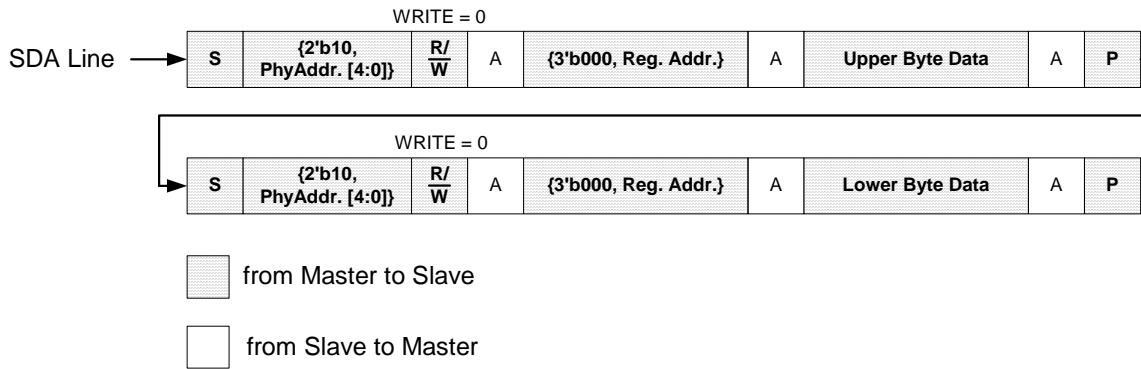 WRITE = 0
SDA Line
S
{2'b10,
PhyAddr. [4:0]}
R/
W
A
{3'b000, Reg. Addr.}
A
Upper Byte Data
A
P
WRITE = 0
S
{2'b10,
PhyAddr. [4:0]}
R/
W
A
{3'b000, Reg. Addr.}
A
Lower Byte Data
A
P
from Master to Slave
from Slave to Master